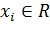 xᵢ ∈ R